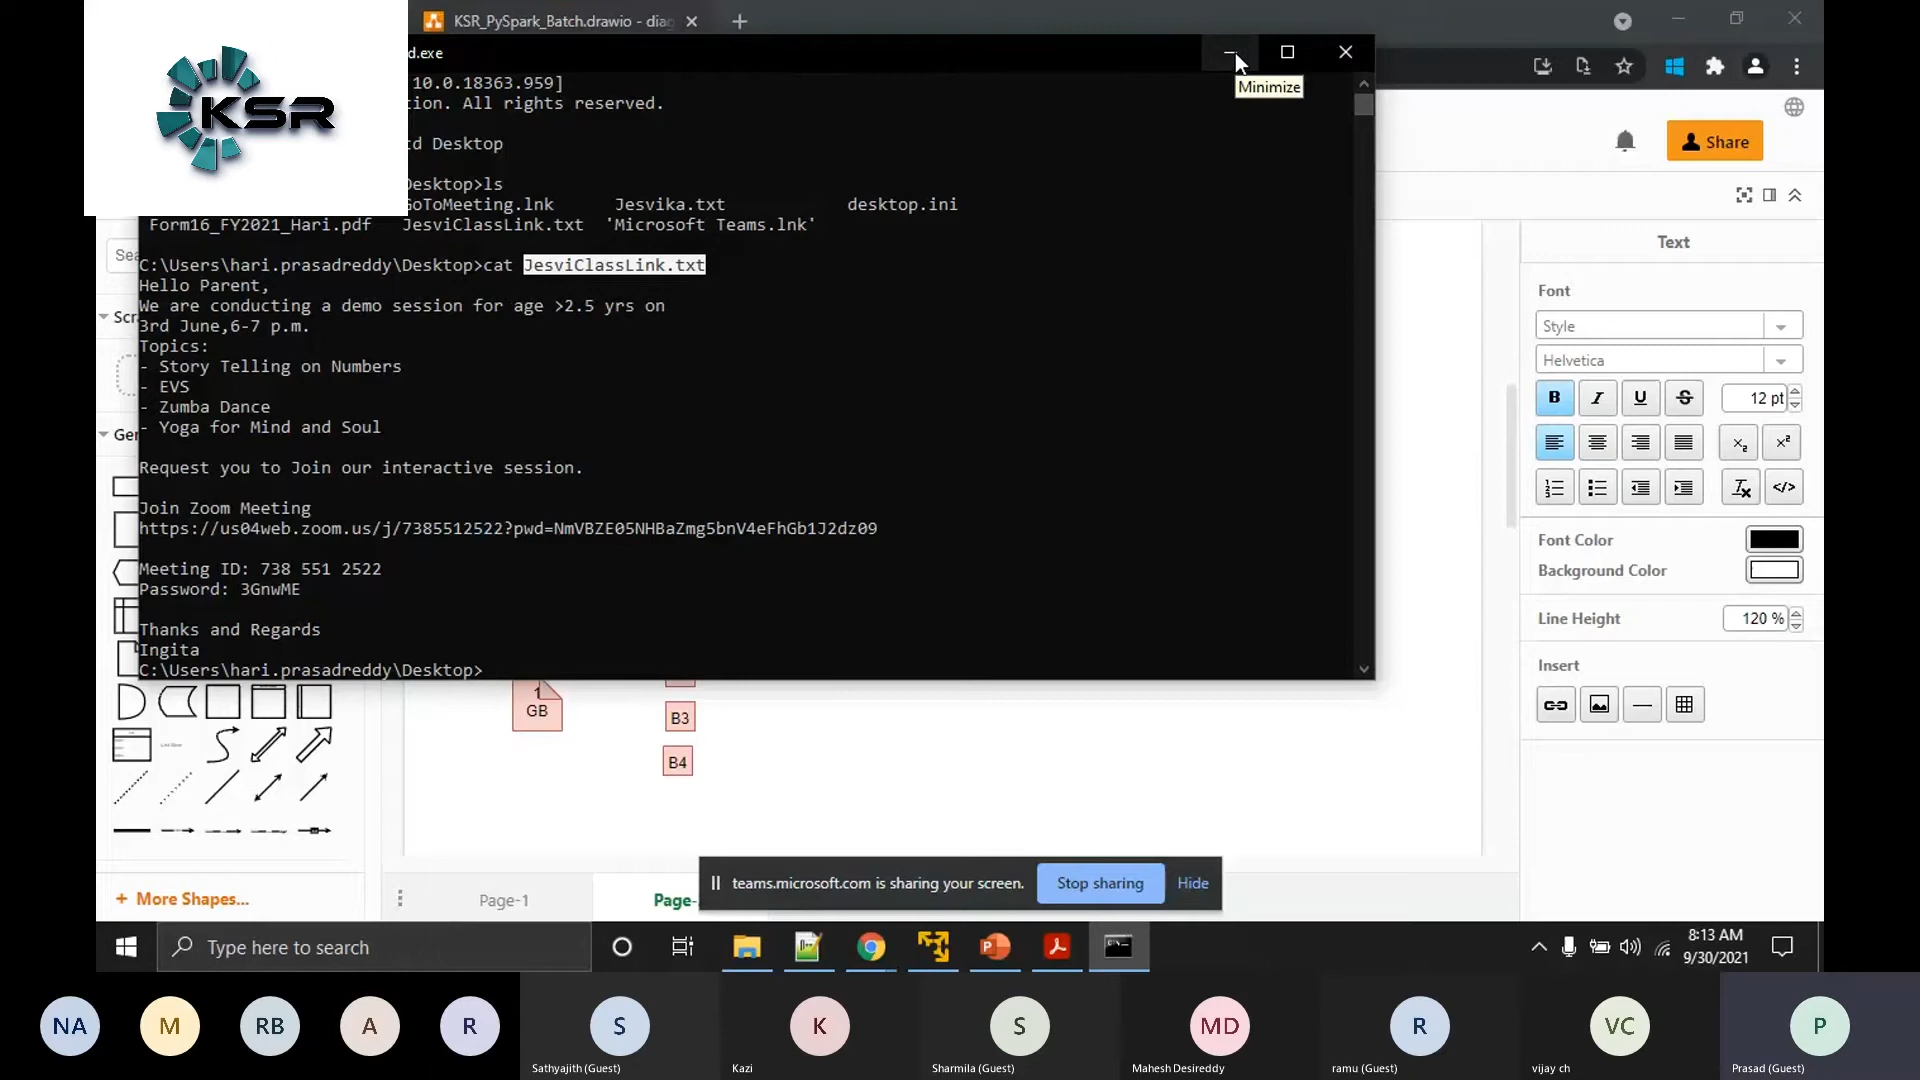 KSR_PySpark_Batch.drawio - diag
KSR
d.exe
Minimize
10.0.18363.959]
tion. All rights reserved.
cd Desktop
Desktop>ls
GoToMeeting.lnk Jesvika.txt desktop.ini
Form16_FY2021_Hari.pdf JesviClassLink.txt 'Microsoft Teams.lnk'
C:\Users\hari.prasadreddy\Desktop>cat JesviClassLink.txt
Hello Parent,
We are conducting a demo session for age >2.5 yrs on
3rd June,6-7 p.m.
Topics:
- Story Telling on Numbers
- EVS
- Zumba Dance
- Yoga for Mind and Soul
Request you to Join our interactive session.
Join Zoom Meeting
https://us04web.zoom.us/j/7385512522?pwd=NmVBZE05NHBaZmg5bnV4eFhGb1J2dz09
Meeting ID: 738 551 2522
Password: 3GnwME
Thanks and Regards
Ingita
C:\Users\hari.prasadreddy\Desktop>
Sea
Scr
Ger
1
GB
B3
B4
Share
Text
Font
Style
Helvetica
B I U S 12 pt
Font Color
Background Color
Line Height 120 %
Insert
+ More Shapes...
Page-1
Page-
teams.microsoft.com is sharing your screen. Stop sharing Hide
Type here to search
8:13 AM
9/30/2021
NA M RB A R S K S MD R VC P
Sathyajith (Guest) Kazi Sharmila (Guest) Mahesh Desireddy ramu (Guest) vijay ch Prasad (Guest)